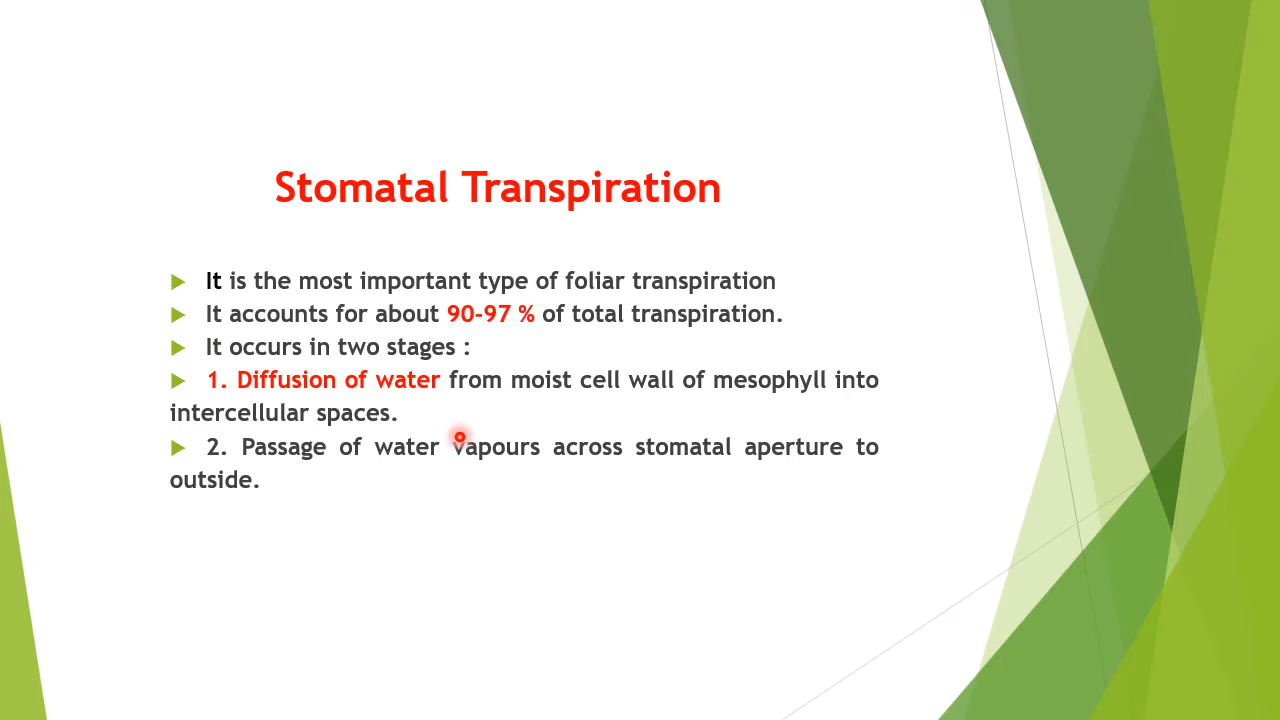 Stomatal Transpiration
It is the most important type of foliar transpiration
It accounts for about 90-97 % of total transpiration.
It occurs in two stages :
1. Diffusion of water from moist cell wall of mesophyll into
intercellular spaces.
2. Passage of water vapours across stomatal aperture to
outside.